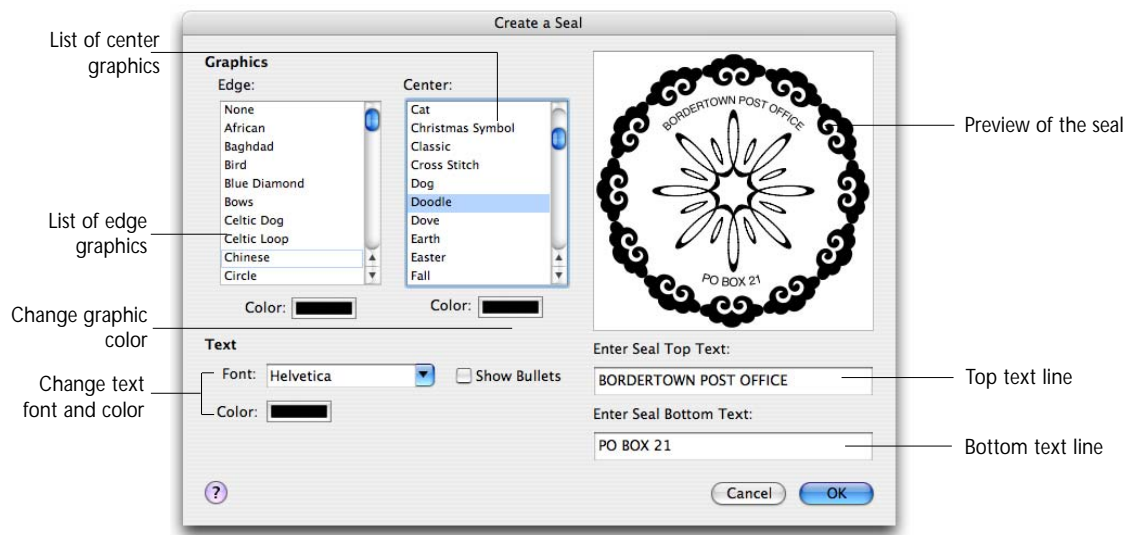 Create a Seal
List of center
graphics
Graphics
Edge:
None
African
Baghdad
Bird
Blue Diamond
Bows
Celtic Dog
Celtic Loop
Chinese
Circle
Color:
Center:
Cat
Christmas Symbol
Classic
Cross Stitch
Dog
Doodle
Dove
Earth
Easter
Fall
Color:
BORDERTOWN POST OFFICE
PO BOX 21
Preview of the seal
List of edge
graphics
Change graphic
color
Text
Font: Helvetica
Show Bullets
Color:
Change text
font and color
Enter Seal Top Text:
BORDERTOWN POST OFFICE
Top text line
Enter Seal Bottom Text:
PO BOX 21
Bottom text line
?
Cancel
OK